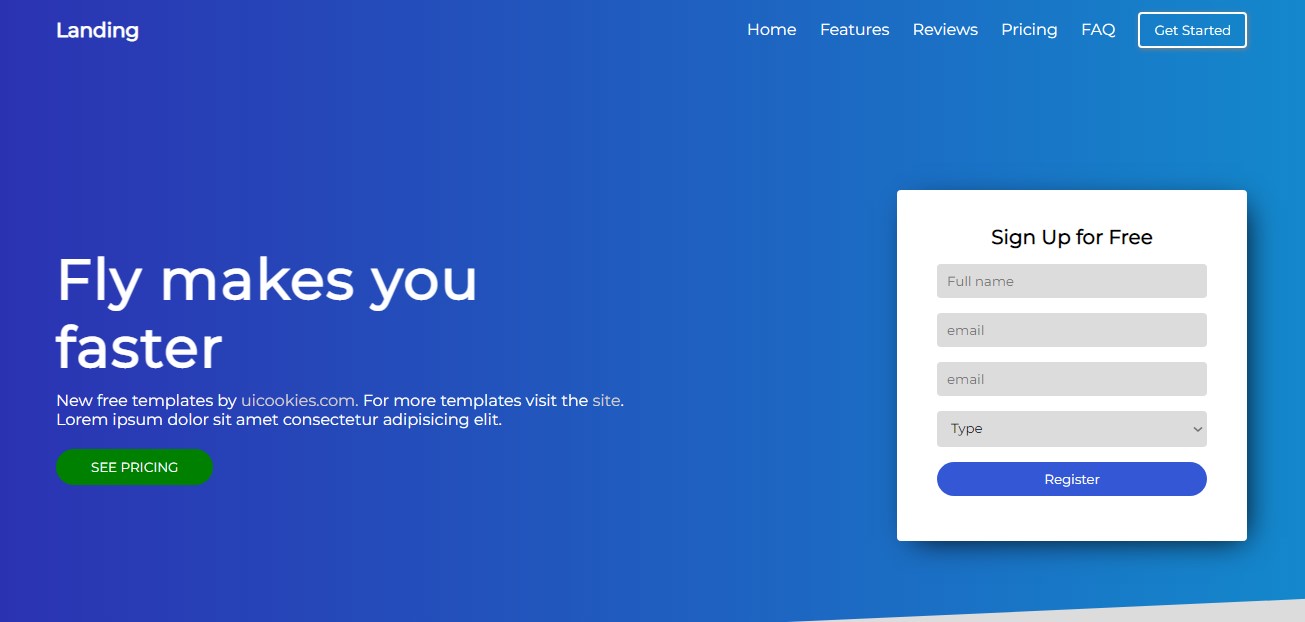 Landing
Home Features Reviews Pricing FAQ Get Started
Fly makes you
faster
New free templates by uicookies.com. For more templates visit the site.
Lorem ipsum dolor sit amet consectetur adipisicing elit.
SEE PRICING
Sign Up for Free
Full name
email
email
Type
Register